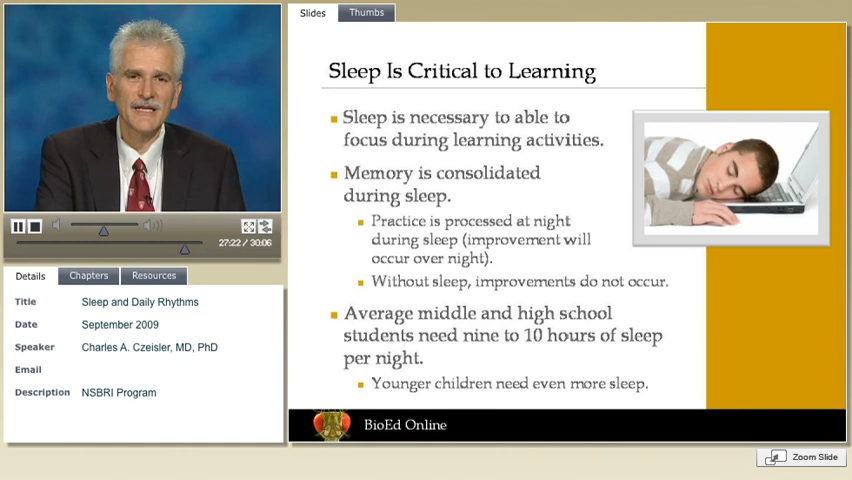 Slides
Thumbs
Sleep Is Critical to Learning
Sleep is necessary to able to
focus during learning activities.
Memory is consolidated
during sleep.
Practice is processed at night
during sleep (improvement will
occur over night).
Without sleep, improvements do not occur.
Average middle and high school
students need nine to 10 hours of sleep
per night.
Younger children need even more sleep.
BioEd Online
27:22 / 30:06
Details
Chapters
Resources
Title Sleep and Daily Rhythms
Date September 2009
Speaker Charles A. Czeisler, MD, PhD
Email
Description NSBRI Program
Zoom Slide